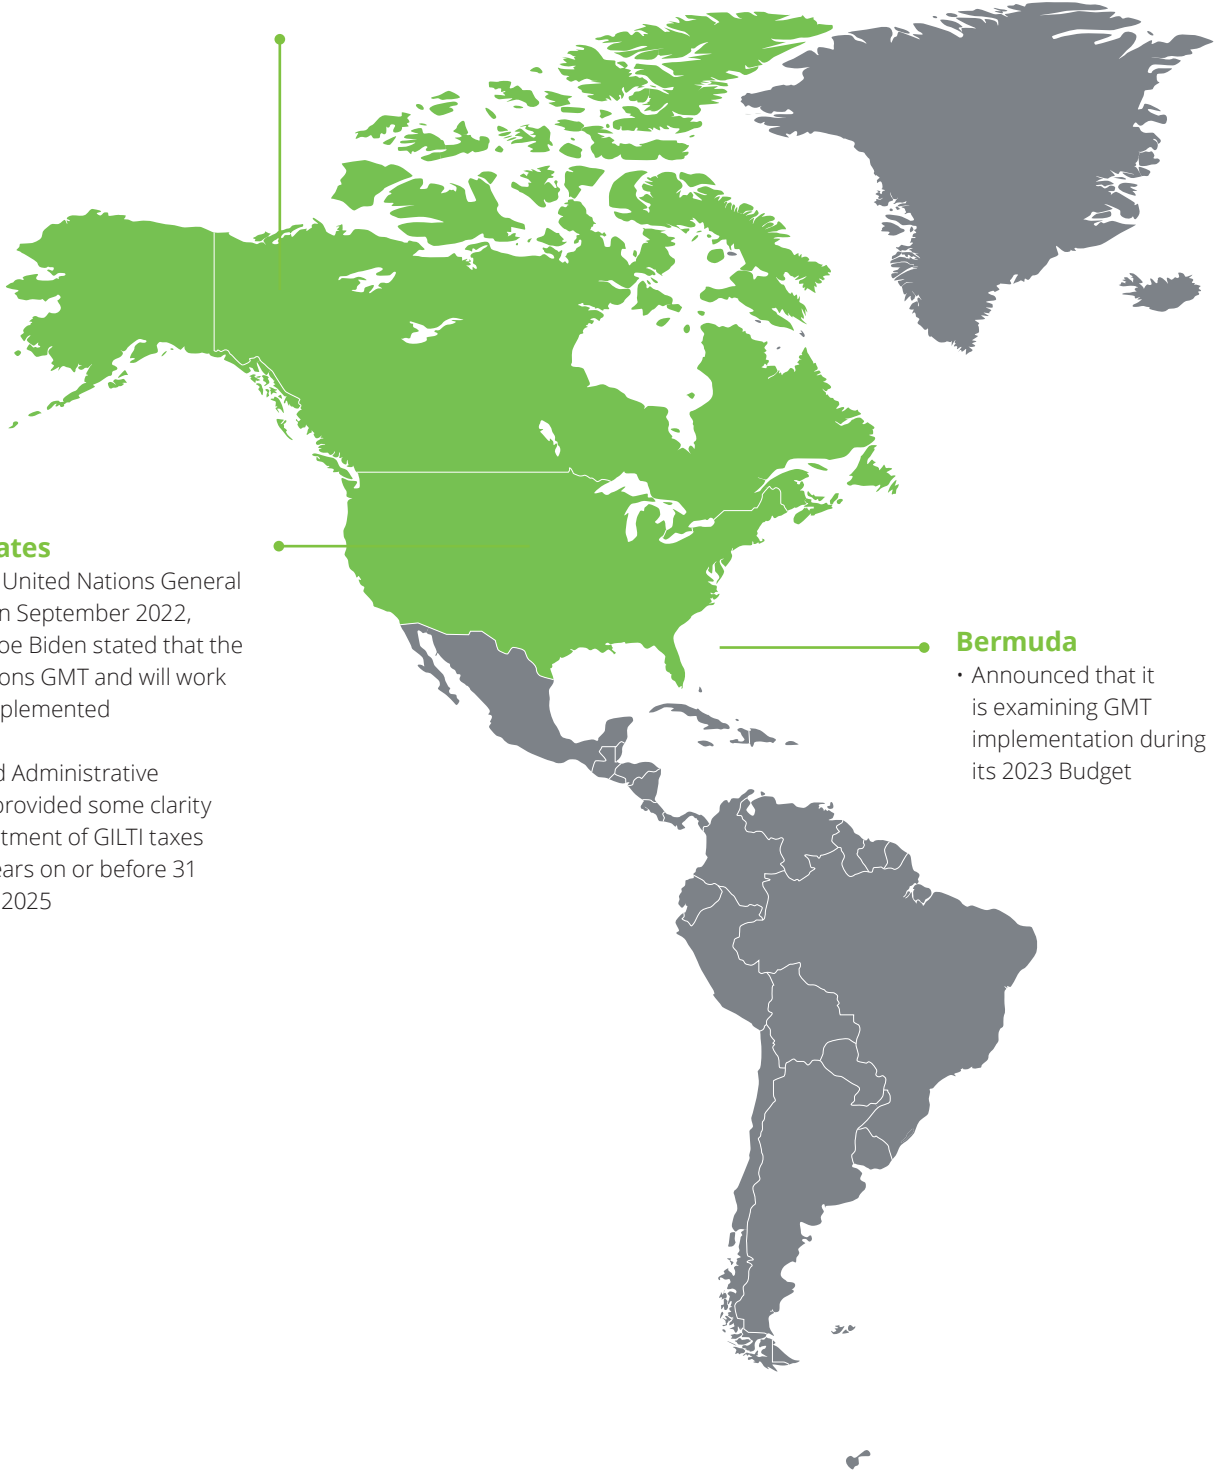 ates
United Nations General
n September 2022,
oe Biden stated that the
ons GMT and will work
plemented
d Administrative
provided some clarity
tment of GILTI taxes
ears on or before 31
2025
Bermuda
• Announced that it
is examining GMT
implementation during
its 2023 Budget